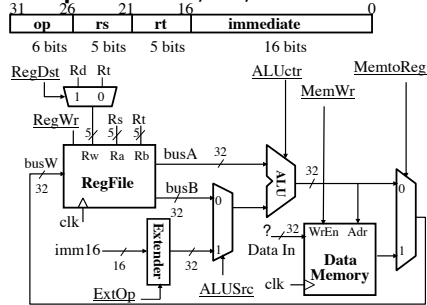 31 26 21 16 0
op rs rt immediate
6 bits 5 bits 5 bits 16 bits
RegDst Rd Rt
1 0
ALUctr
MemtoReg
MemWr
RegWr Rs Rt
5 5 5
Rw Ra Rb
busA 32
busW
32
RegFile
busB
32
ALU
32
0
0
clk
? 32
WrEn Adr
Data In
imm16
16
Extender
32
1
1
Data
Memory
clk
ExtOp
ALUSrc